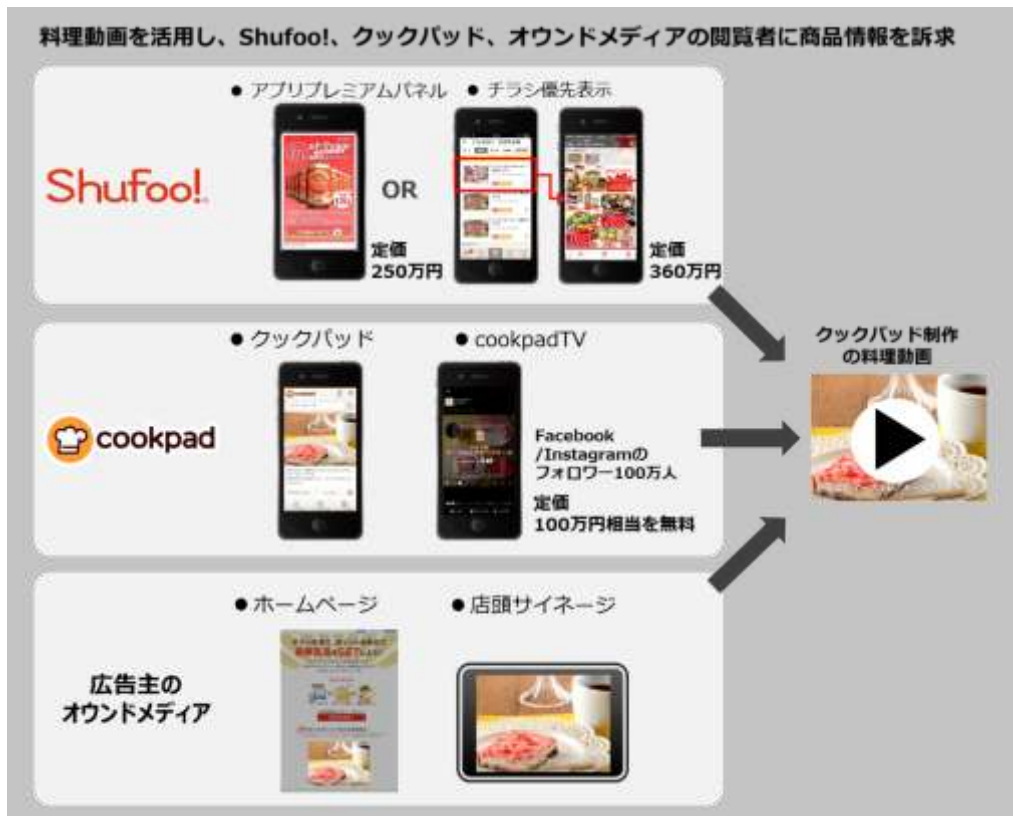 料理動画を活用し、Shufoo!、クックパッド、オウンドメディアの閲覧者に商品情報を訴求
● アプリプレミアムパネル ● チラシ優先表示
Shufoo!
OR
定価
250万円
定価
360万円
● クックパッド ● cookpadTV
cookpad
Facebook
/Instagramの
フォロワー100万人
定価
100万円相当を無料
クックパッド制作
の料理動画
● ホームページ ● 店頭サイネージ
広告主の
オウンドメディア